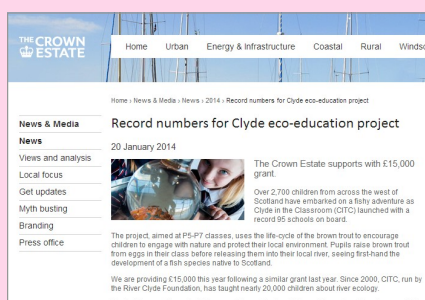 THE CROWN
ESTATE
Home Urban Energy & Infrastructure Coastal Rural Windsc
Home › News & Media › News › 2014 › Record numbers for Clyde eco-education project
News & Media
News
Views and analysis
Local focus
Get updates
Myth busting
Branding
Press office
Record numbers for Clyde eco-education project
20 January 2014
The Crown Estate supports with £15,000
grant.
Over 2,700 children from across the west of
Scotland have embarked on a fishy adventure as
Clyde in the Classroom (CITC) launched with a
record 95 schools on board.
The project, aimed at P5-P7 classes, uses the life-cycle of the brown trout to encourage
children to engage with nature and protect their local environment. Pupils raise brown trout
from eggs in their class before releasing them into their local river, seeing first-hand the
development of a fish species native to Scotland.
We are providing £15,000 this year following a similar grant last year. Since 2000, CITC, run by
the River Clyde Foundation, has taught nearly 20,000 children about river ecology.